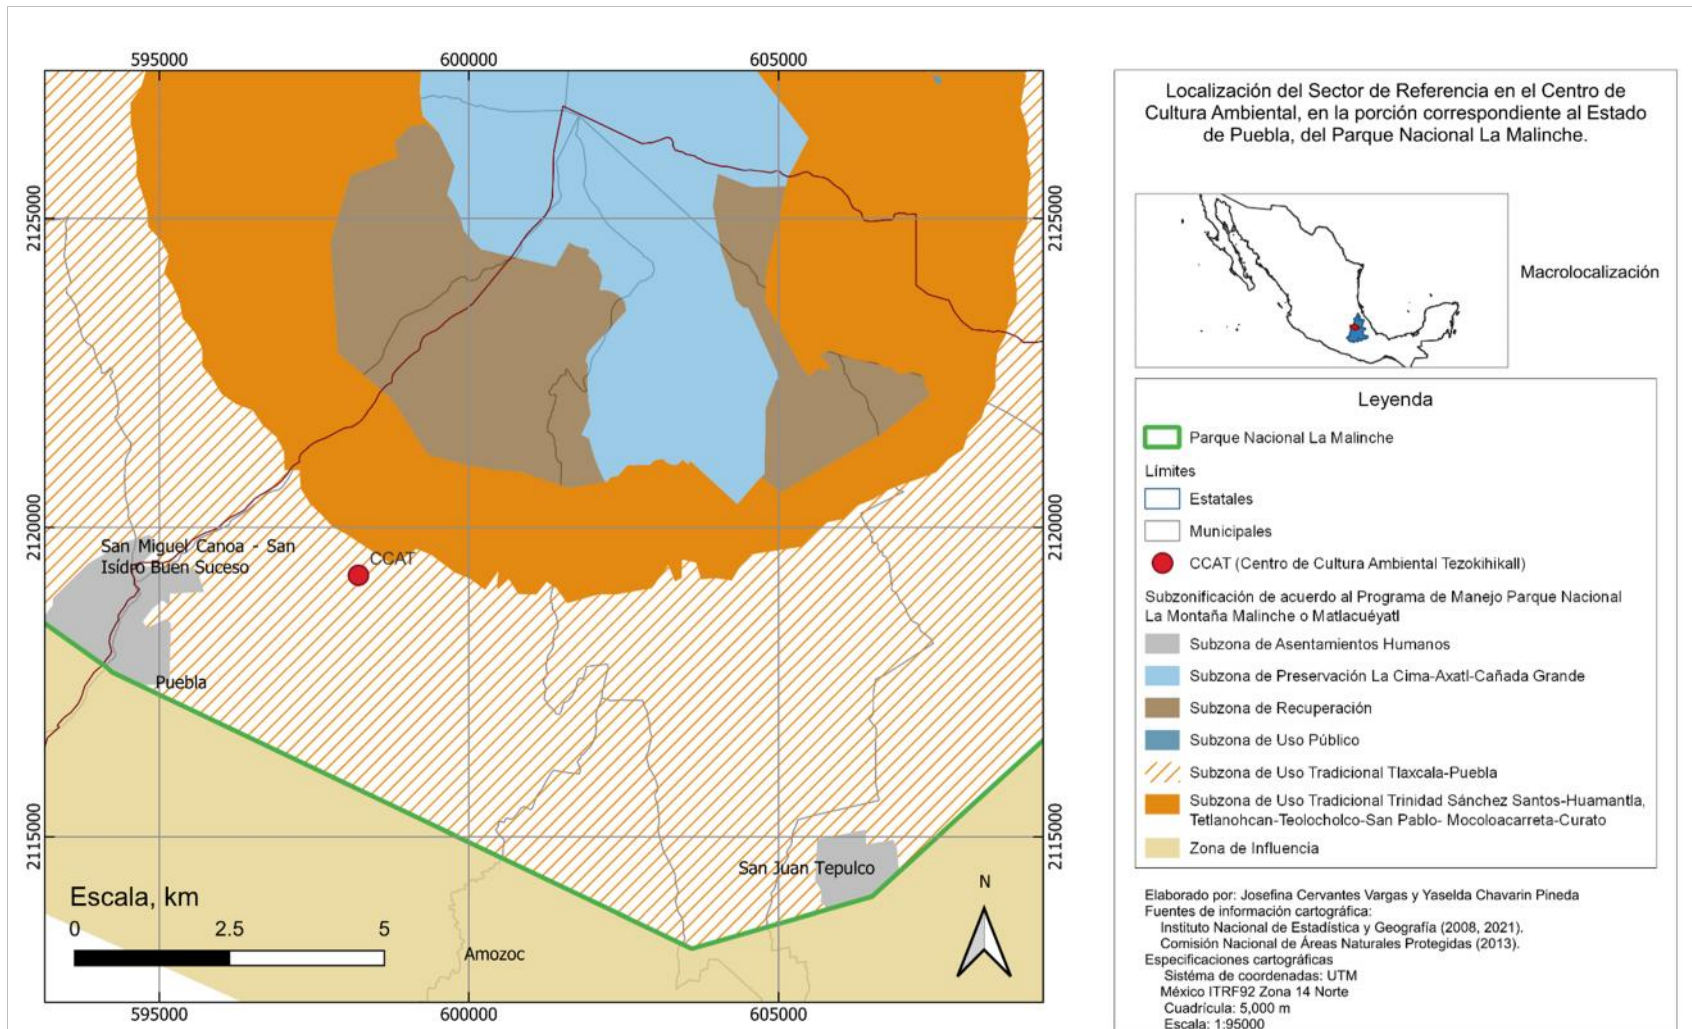 595000
600000
605000
2125000
2125000
CCAT
2120000
2120000
San Miguel Canoa - San
Isídro Buen Suceso
Puebla
2115000
2115000
San Juan Tepulco
Amozoc
Escala, km
0
2.5
5
N
595000
600000
605000
Localización del Sector de Referencia en el Centro de
Cultura Ambiental, en la porción correspondiente al Estado
de Puebla, del Parque Nacional La Malinche.
Macrolocalización
Leyenda
Parque Nacional La Malinche
Límites
Estatales
Municipales
CCAT (Centro de Cultura Ambiental Tezokihikall)
Subzonificación de acuerdo al Programa de Manejo Parque Nacional
La Montaña Malinche o Matlacuéyatl
Subzona de Asentamientos Humanos
Subzona de Preservación La Cima-Axatl-Cañada Grande
Subzona de Recuperación
Subzona de Uso Público
Subzona de Uso Tradicional Tlaxcala-Puebla
Subzona de Uso Tradicional Trinidad Sánchez Santos-Huamantla,
Tetlanohcan-Teolocholco-San Pablo- Mocoloacarreta-Curato
Zona de Influencia
Elaborado por: Josefina Cervantes Vargas y Yaselda Chavarin Pineda
Fuentes de información cartográfica:
Instituto Nacional de Estadística y Geografía (2008, 2021).
Comisión Nacional de Áreas Naturales Protegidas (2013).
Especificaciones cartográficas
Sistéma de coordenadas: UTM
México ITRF92 Zona 14 Norte
Cuadrícula: 5,000 m
Escala: 1:95000